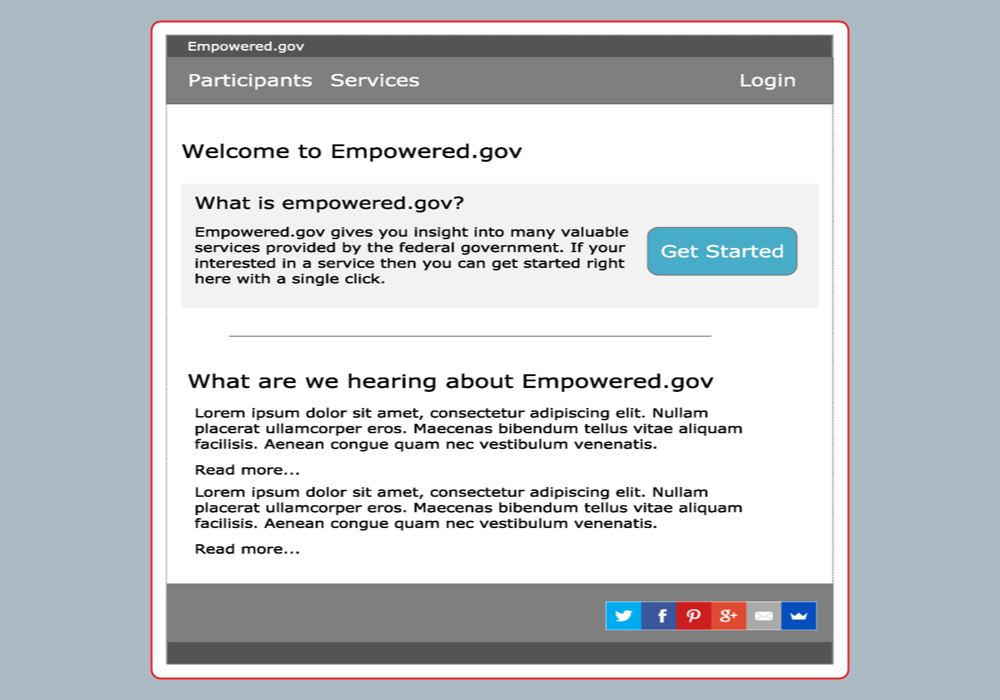 Empowered.gov
Participants Services Login
Welcome to Empowered.gov
What is empowered.gov?
Empowered.gov gives you insight into many valuable
services provided by the federal government. If your
interested in a service then you can get started right
here with a single click.
Get Started
What are we hearing about Empowered.gov
Lorem ipsum dolor sit amet, consectetur adipiscing elit. Nullam
placerat ullamcorper eros. Maecenas bibendum tellus vitae aliquam
facilisis. Aenean congue quam nec vestibulum venenatis.
Read more...
Lorem ipsum dolor sit amet, consectetur adipiscing elit. Nullam
placerat ullamcorper eros. Maecenas bibendum tellus vitae aliquam
facilisis. Aenean congue quam nec vestibulum venenatis.
Read more...
f g+